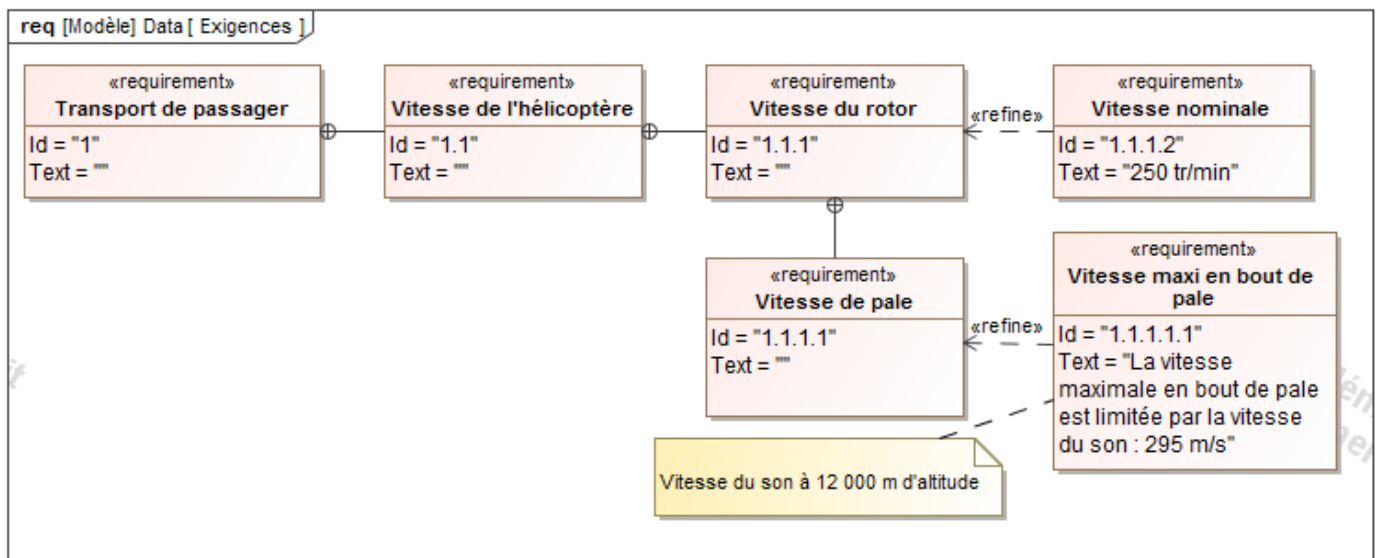 req [Modèle] Data [ Exigences ]
«requirement»
Transport de passager
Id = "1"
Text = ""
«requirement»
Vitesse de l'hélicoptère
Id = "1.1"
Text = ""
«requirement»
Vitesse du rotor
Id = "1.1.1"
Text = ""
«refine»
«requirement»
Vitesse nominale
Id = "1.1.1.2"
Text = "250 tr/min"
«requirement»
Vitesse de pale
Id = "1.1.1.1"
Text = ""
«refine»
«requirement»
Vitesse maxi en bout de
pale
Id = "1.1.1.1.1"
Text = "La vitesse
maximale en bout de pale
est limitée par la vitesse
du son : 295 m/s"
Vitesse du son à 12 000 m d'altitude